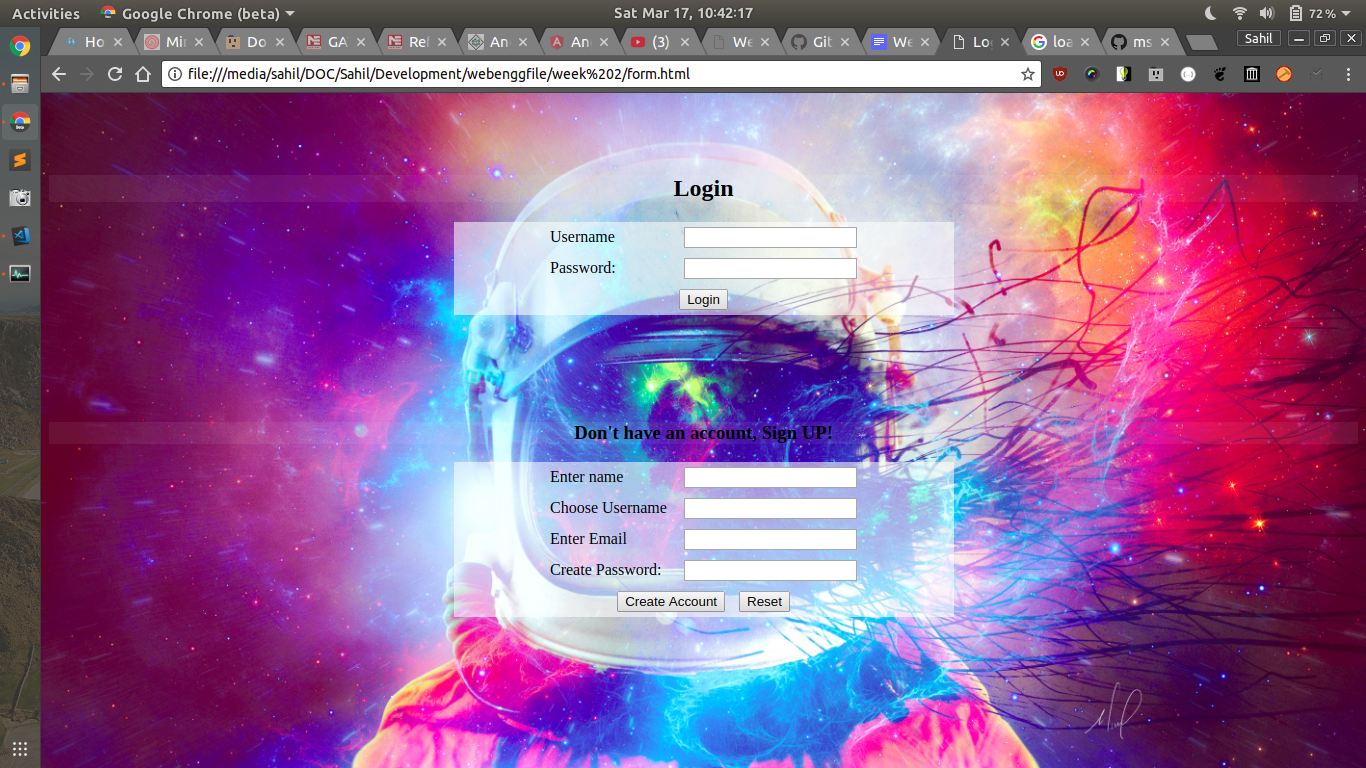 Activities Google Chrome (beta) Sat Mar 17, 10:42:17 72%
Ho Mir Do GA Ref An An (3) We Git We Lo loa ms Sahil
file:///media/sahil/DOC/Sahil/Development/webenggfile/week%202/form.html
Login
Username
Password:
Login
Don't have an account, Sign UP!
Enter name
Choose Username
Enter Email
Create Password:
Create Account Reset